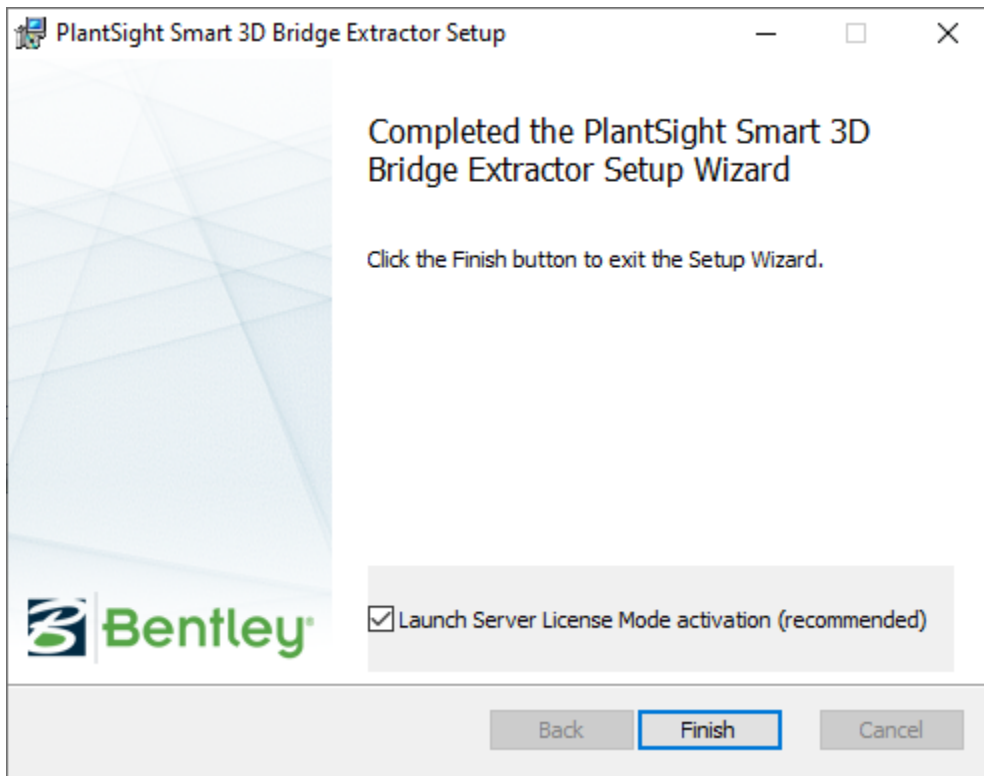 PlantSight Smart 3D Bridge Extractor Setup
Completed the PlantSight Smart 3D
Bridge Extractor Setup Wizard
Click the Finish button to exit the Setup Wizard.
Launch Server License Mode activation (recommended)
Bentley
Back
Finish
Cancel